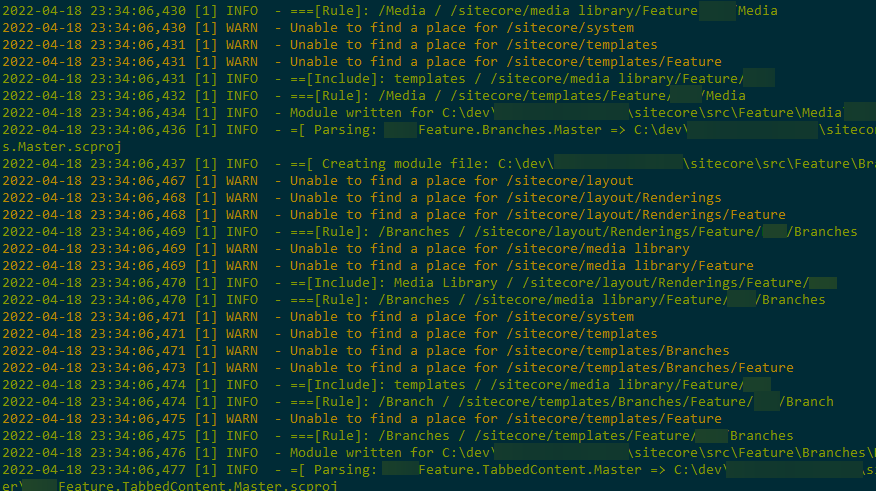 2022-04-18 23:34:06,430 [1] INFO  - ===[Rule]: /Media / /sitecore/media library/Feature Media
2022-04-18 23:34:06,430 [1] WARN  - Unable to find a place for /sitecore/system
2022-04-18 23:34:06,431 [1] WARN  - Unable to find a place for /sitecore/templates
2022-04-18 23:34:06,431 [1] WARN  - Unable to find a place for /sitecore/templates/Feature
2022-04-18 23:34:06,431 [1] INFO  - ==[Include]: templates / /sitecore/media library/Feature/
2022-04-18 23:34:06,432 [1] INFO  - ===[Rule]: /Media / /sitecore/templates/Feature/ /Media
2022-04-18 23:34:06,434 [1] INFO  - Module written for C:\dev\ \sitecore\src\Feature\Media
2022-04-18 23:34:06,436 [1] INFO  - =[ Parsing: Feature.Branches.Master => C:\dev\ \sitecor
s.Master.scproj
2022-04-18 23:34:06,437 [1] INFO  - ==[ Creating module file: C:\dev\ \sitecore\src\Feature\Bra
2022-04-18 23:34:06,467 [1] WARN  - Unable to find a place for /sitecore/layout
2022-04-18 23:34:06,468 [1] WARN  - Unable to find a place for /sitecore/layout/Renderings
2022-04-18 23:34:06,468 [1] WARN  - Unable to find a place for /sitecore/layout/Renderings/Feature
2022-04-18 23:34:06,469 [1] INFO  - ===[Rule]: /Branches / /sitecore/layout/Renderings/Feature/ /Branches
2022-04-18 23:34:06,469 [1] WARN  - Unable to find a place for /sitecore/media library
2022-04-18 23:34:06,469 [1] WARN  - Unable to find a place for /sitecore/media library/Feature
2022-04-18 23:34:06,470 [1] INFO  - ==[Include]: Media Library / /sitecore/layout/Renderings/Feature/
2022-04-18 23:34:06,470 [1] INFO  - ===[Rule]: /Branches / /sitecore/media library/Feature/ /Branches
2022-04-18 23:34:06,471 [1] WARN  - Unable to find a place for /sitecore/system
2022-04-18 23:34:06,471 [1] WARN  - Unable to find a place for /sitecore/templates
2022-04-18 23:34:06,471 [1] WARN  - Unable to find a place for /sitecore/templates/Branches
2022-04-18 23:34:06,473 [1] WARN  - Unable to find a place for /sitecore/templates/Branches/Feature
2022-04-18 23:34:06,474 [1] INFO  - ==[Include]: templates / /sitecore/media library/Feature/
2022-04-18 23:34:06,474 [1] INFO  - ===[Rule]: /Branch / /sitecore/templates/Branches/Feature/ /Branch
2022-04-18 23:34:06,475 [1] WARN  - Unable to find a place for /sitecore/templates/Feature
2022-04-18 23:34:06,475 [1] INFO  - ===[Rule]: /Branches / /sitecore/templates/Feature/ Branches
2022-04-18 23:34:06,476 [1] INFO  - Module written for C:\dev\ \sitecore\src\Feature\Branches\
2022-04-18 23:34:06,477 [1] INFO  - =[ Parsing: Feature.TabbedContent.Master => C:\dev\ \s
er\ Feature.TabbedContent.Master.scproj